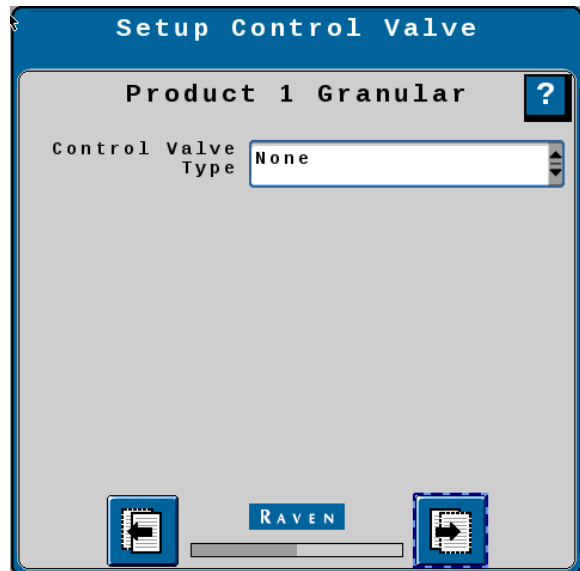 Setup Control Valve
Product 1 Granular
?
Control Valve
Type
None
RAVEN